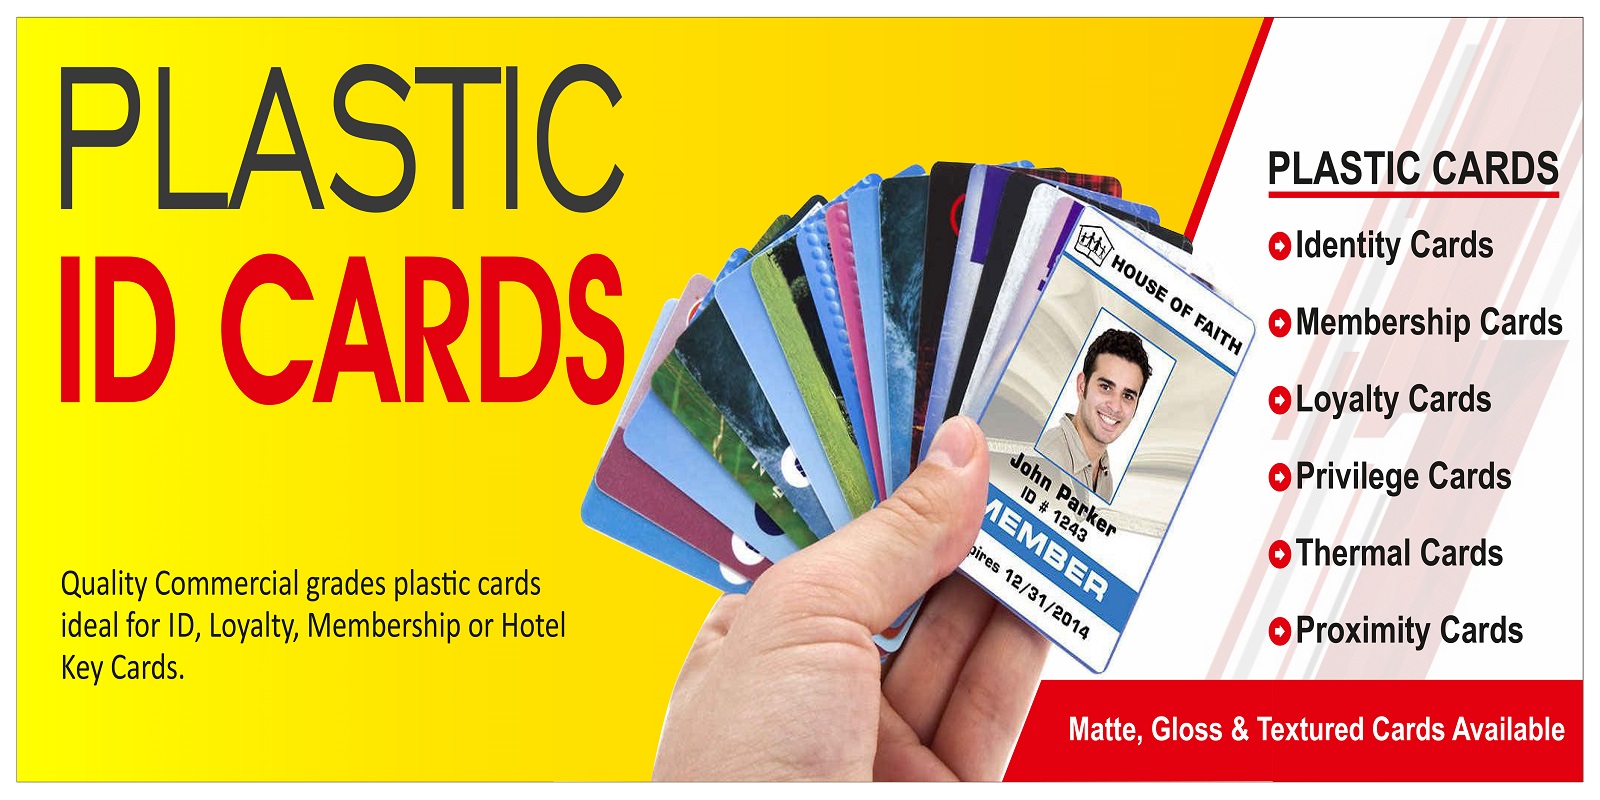 PLASTIC
ID CARDS
Quality Commercial grades plastic cards
ideal for ID, Loyalty, Membership or Hotel
Key Cards.
HOUSE OF FAITH
John Parker
ID # 1243
MEMBER
pires 12/31/2014
PLASTIC CARDS
Identity Cards
Membership Cards
Loyalty Cards
Privilege Cards
Thermal Cards
Proximity Cards
Matte, Gloss & Textured Cards Available